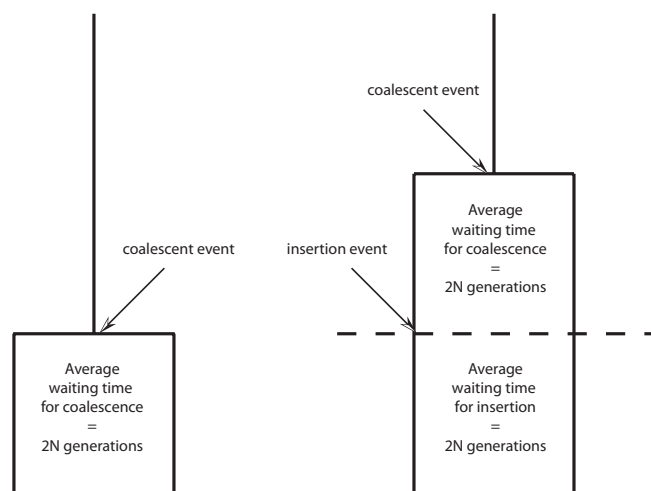 coalescent event
Average
waiting time
for coalescence
=
2N generations
coalescent event
insertion event
Average
waiting time
for coalescence
=
2N generations
Average
waiting time
for insertion
=
2N generations